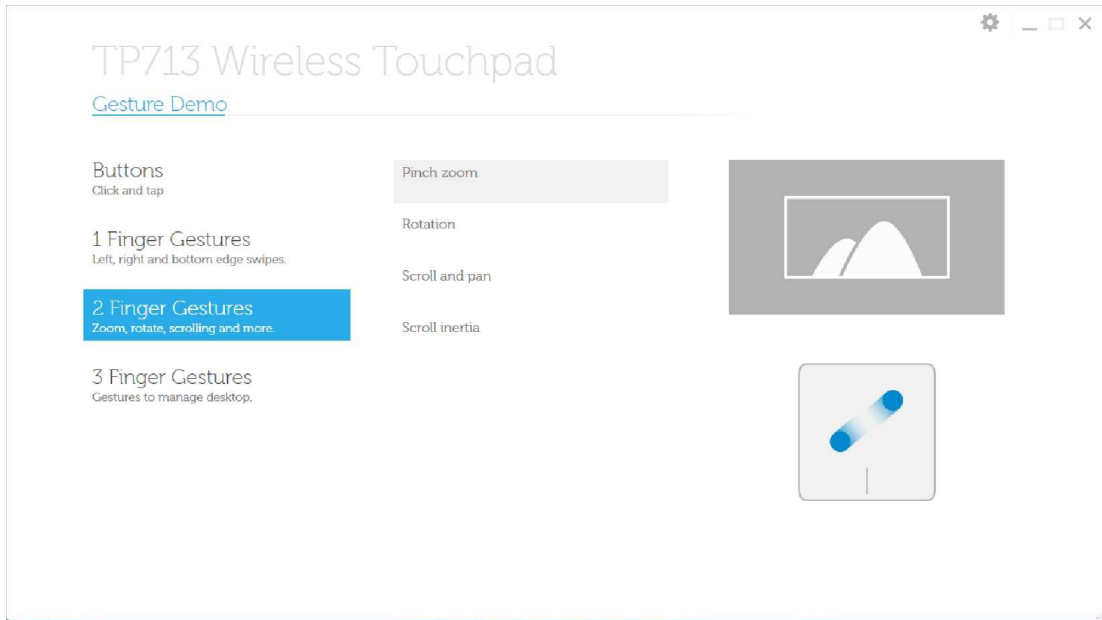 TP713 Wireless Touchpad
Gesture Demo
Buttons
Click and tap
1 Finger Gestures
Left, right and bottom edge swipes.
2 Finger Gestures
Zoom, rotate, scrolling and more.
3 Finger Gestures
Gestures to manage desktop.
Pinch zoom
Rotation
Scroll and pan
Scroll inertia